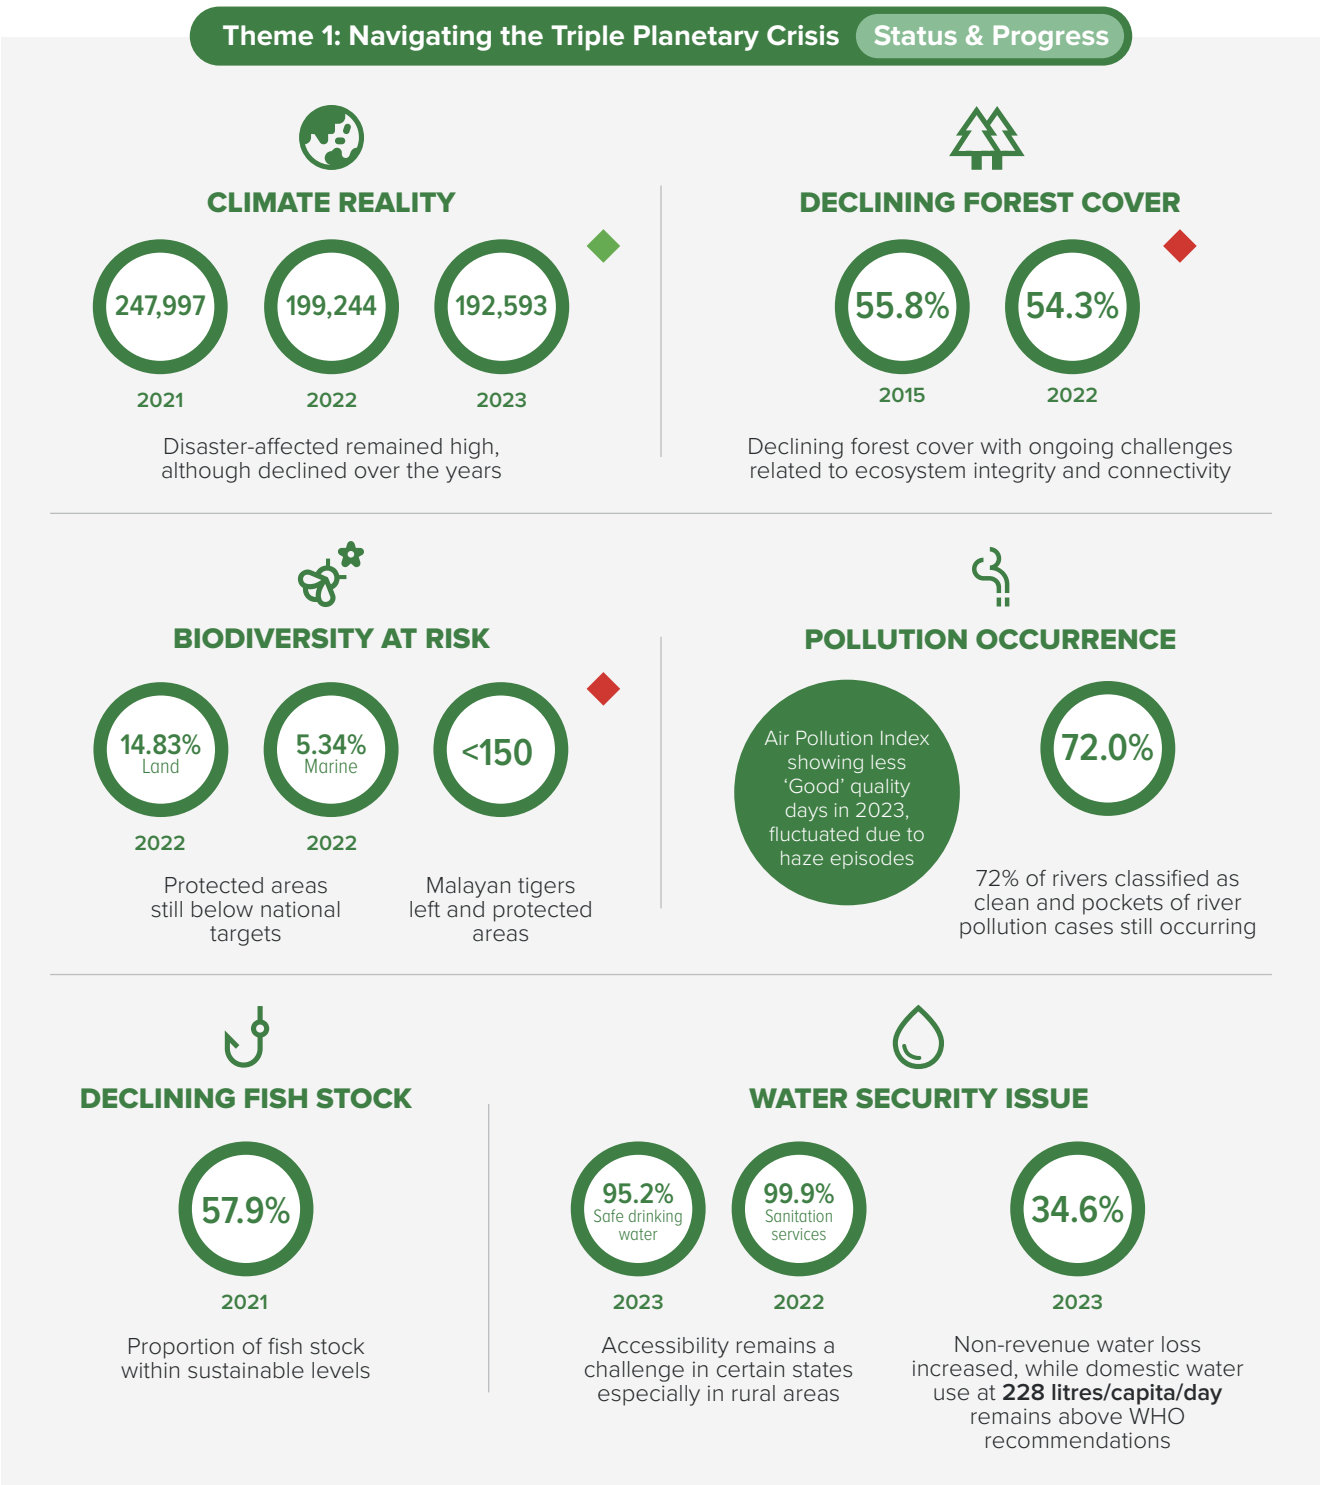 Theme 1: Navigating the Triple Planetary Crisis
Status & Progress
CLIMATE REALITY
247,997
199,244
192,593
2021
2022
2023
Disaster-affected remained high,
although declined over the years
DECLINING FOREST COVER
55.8%
54.3%
2015
2022
Declining forest cover with ongoing challenges
related to ecosystem integrity and connectivity
BIODIVERSITY AT RISK
14.83%
Land
5.34%
Marine
<150
2022
2022
Protected areas
still below national
targets
Malayan tigers
left and protected
areas
POLLUTION OCCURRENCE
Air Pollution Index
showing less
‘Good’ quality
days in 2023,
fluctuated due to
haze episodes
72.0%
72% of rivers classified as
clean and pockets of river
pollution cases still occurring
DECLINING FISH STOCK
57.9%
2021
Proportion of fish stock
within sustainable levels
WATER SECURITY ISSUE
95.2%
Safe drinking
water
99.9%
Sanitation
services
34.6%
2023
2022
2023
Accessibility remains a
challenge in certain states
especially in rural areas
Non-revenue water loss
increased, while domestic water
use at 228 litres/capita/day
remains above WHO
recommendations